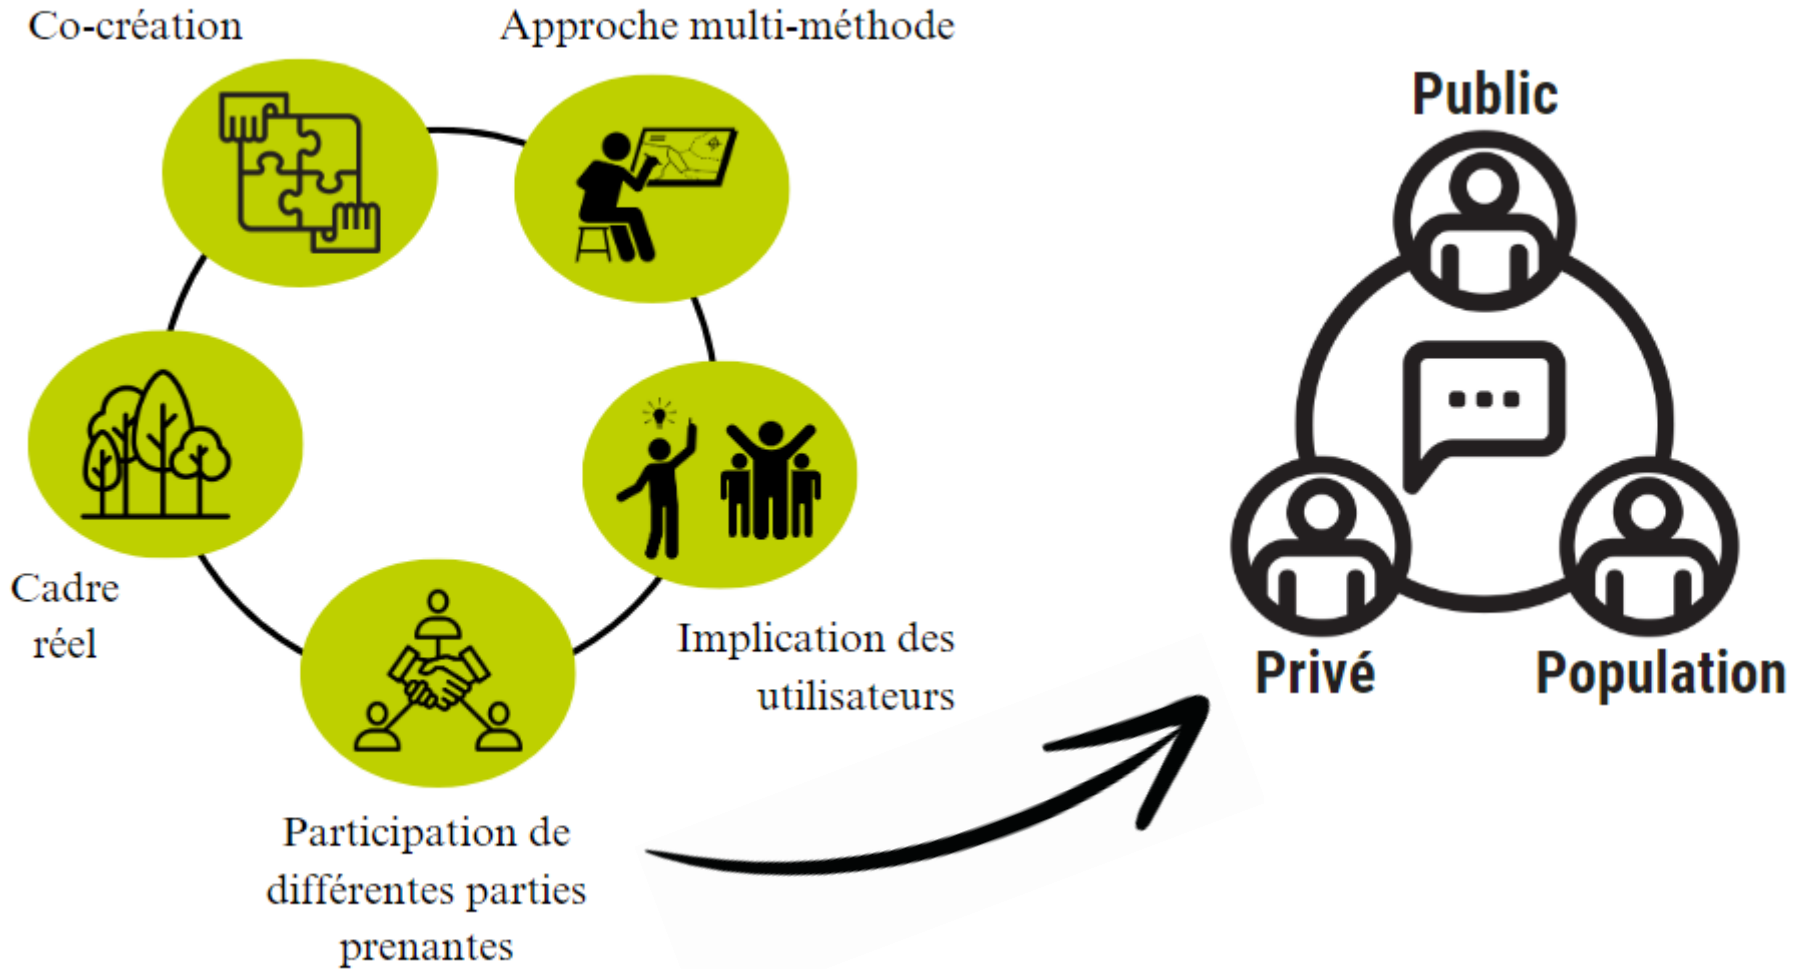 Co-création
Approche multi-méthode
Cadre
réel
Implication des
utilisateurs
Participation de
différentes parties
prenantes
Public
Privé
Population